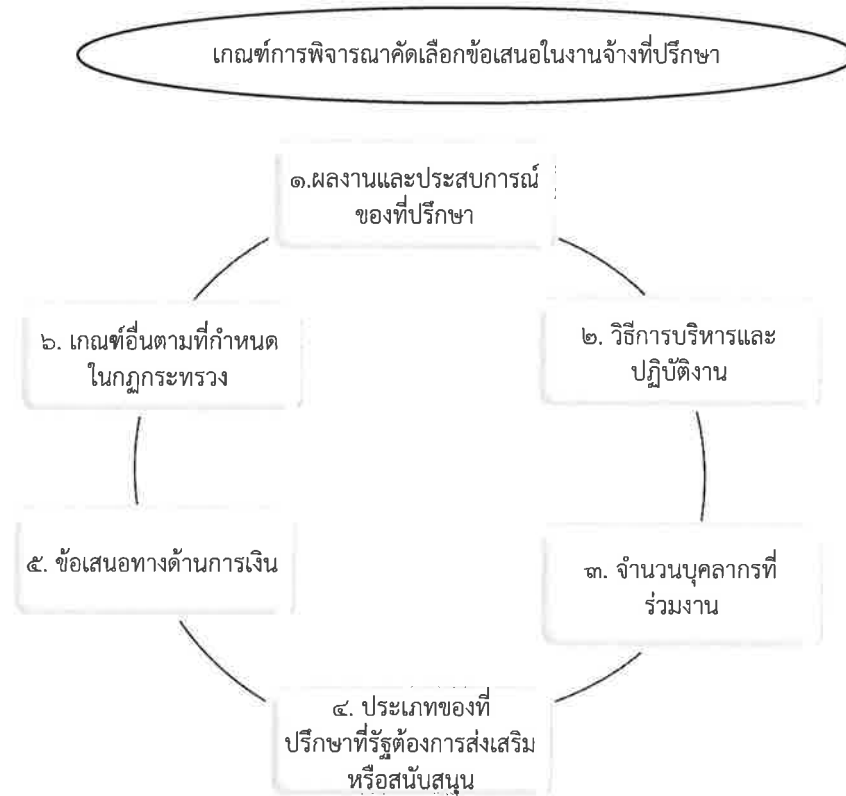 เกณฑ์การพิจารณาคัดเลือกข้อเสนอในงานจ้างที่ปรึกษา
๑.ผลงานและประสบการณ์
ของที่ปรึกษา
๒. วิธีการบริหารและ
ปฏิบัติงาน
๓. จำนวนบุคลากรที่
ร่วมงาน
๔. ประเภทของที่
ปรึกษาที่รัฐต้องการส่งเสริม
หรือสนับสนุน
๕. ข้อเสนอทางด้านการเงิน
๖. เกณฑ์อื่นตามที่กำหนด
ในกฎกระทรวง